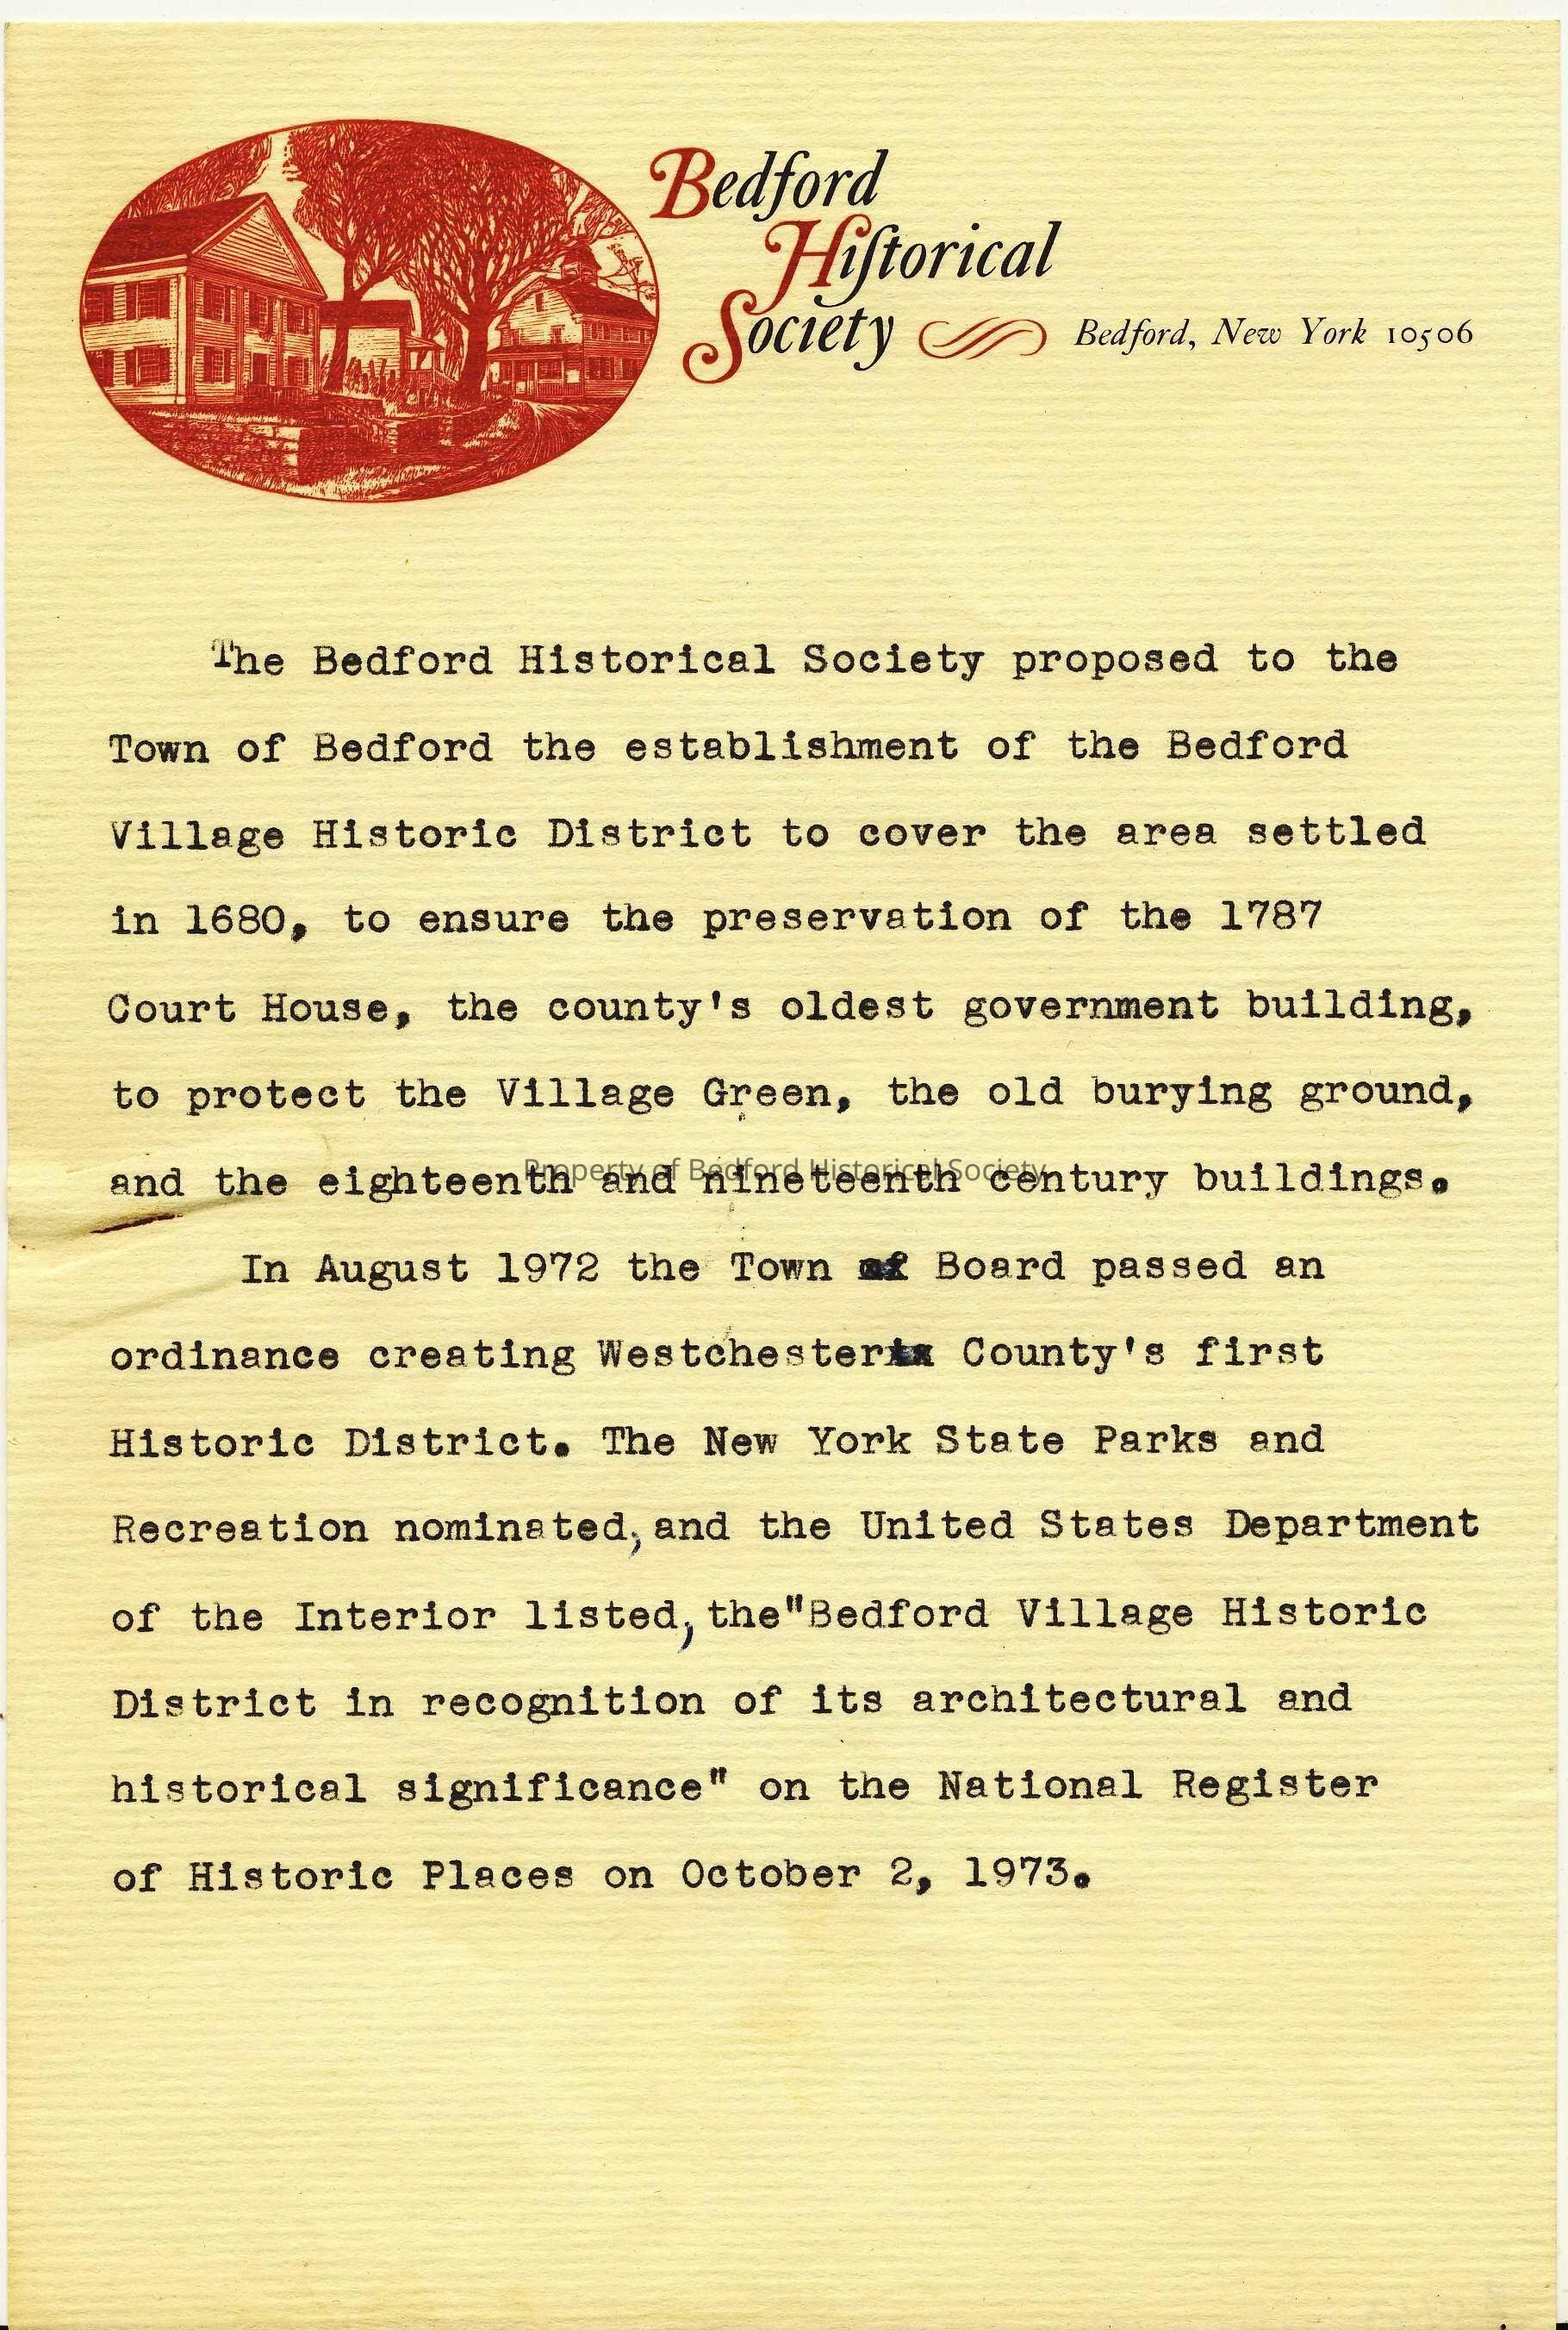 Bedford
Hiſtorical
Society Bedford, New York 10506
The Bedford Historical Society proposed to the
Town of Bedford the establishment of the Bedford
Village Historic District to cover the area settled
in 1680, to ensure the preservation of the 1787
Court House, the county's oldest government building,
to protect the Village Green, the old burying ground,
Property of Bedford Historical Society
and the eighteenth and nineteenth century buildings.
In August 1972 the Town Board passed an
ordinance creating Westchester County's first
Historic District. The New York State Parks and
Recreation nominated, and the United States Department
of the Interior listed, the"Bedford Village Historic
District in recognition of its architectural and
historical significance" on the National Register
of Historic Places on October 2, 1973.